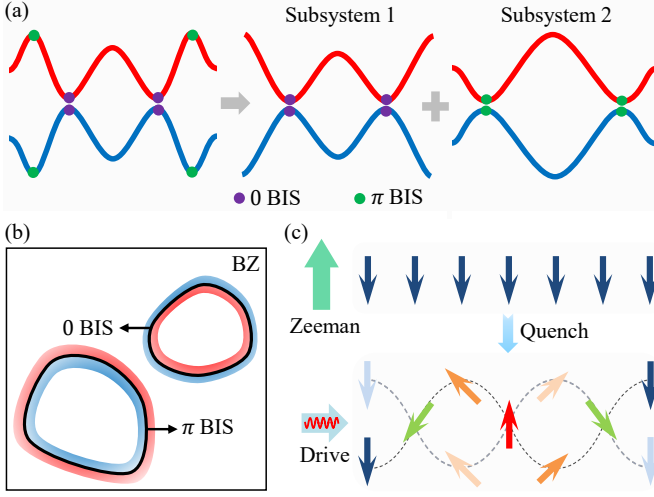 (a)
Subsystem 1
Subsystem 2
0 BIS
π BIS
(b)
BZ
0 BIS
π BIS
(c)
Zeeman
Quench
Drive